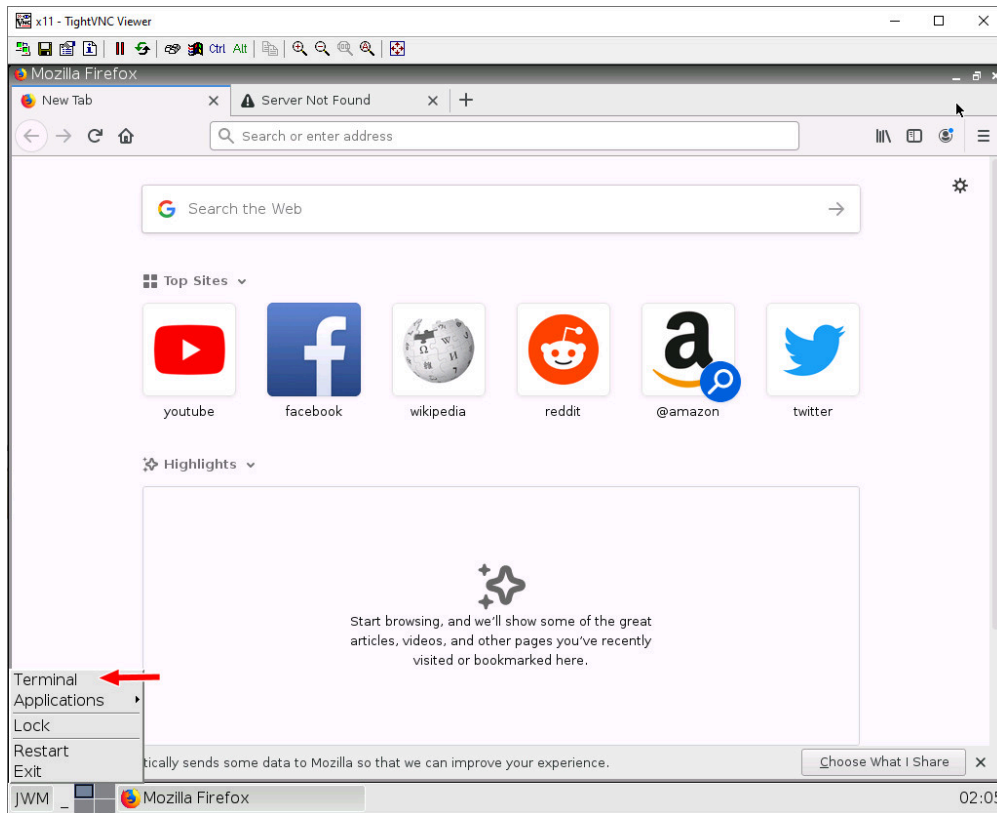 x11 - TightVNC Viewer
Ctrl Alt
Mozilla Firefox
New Tab
Server Not Found
Search or enter address
Search the Web
Top Sites
youtube
facebook
wikipedia
reddit
@amazon
twitter
Highlights
Start browsing, and we'll show some of the great
articles, videos, and other pages you've recently
visited or bookmarked here.
Terminal
Applications
Lock
Restart
Exit
tically sends some data to Mozilla so that we can improve your experience.
Choose What I Share
JWM
_
Mozilla Firefox
02:05